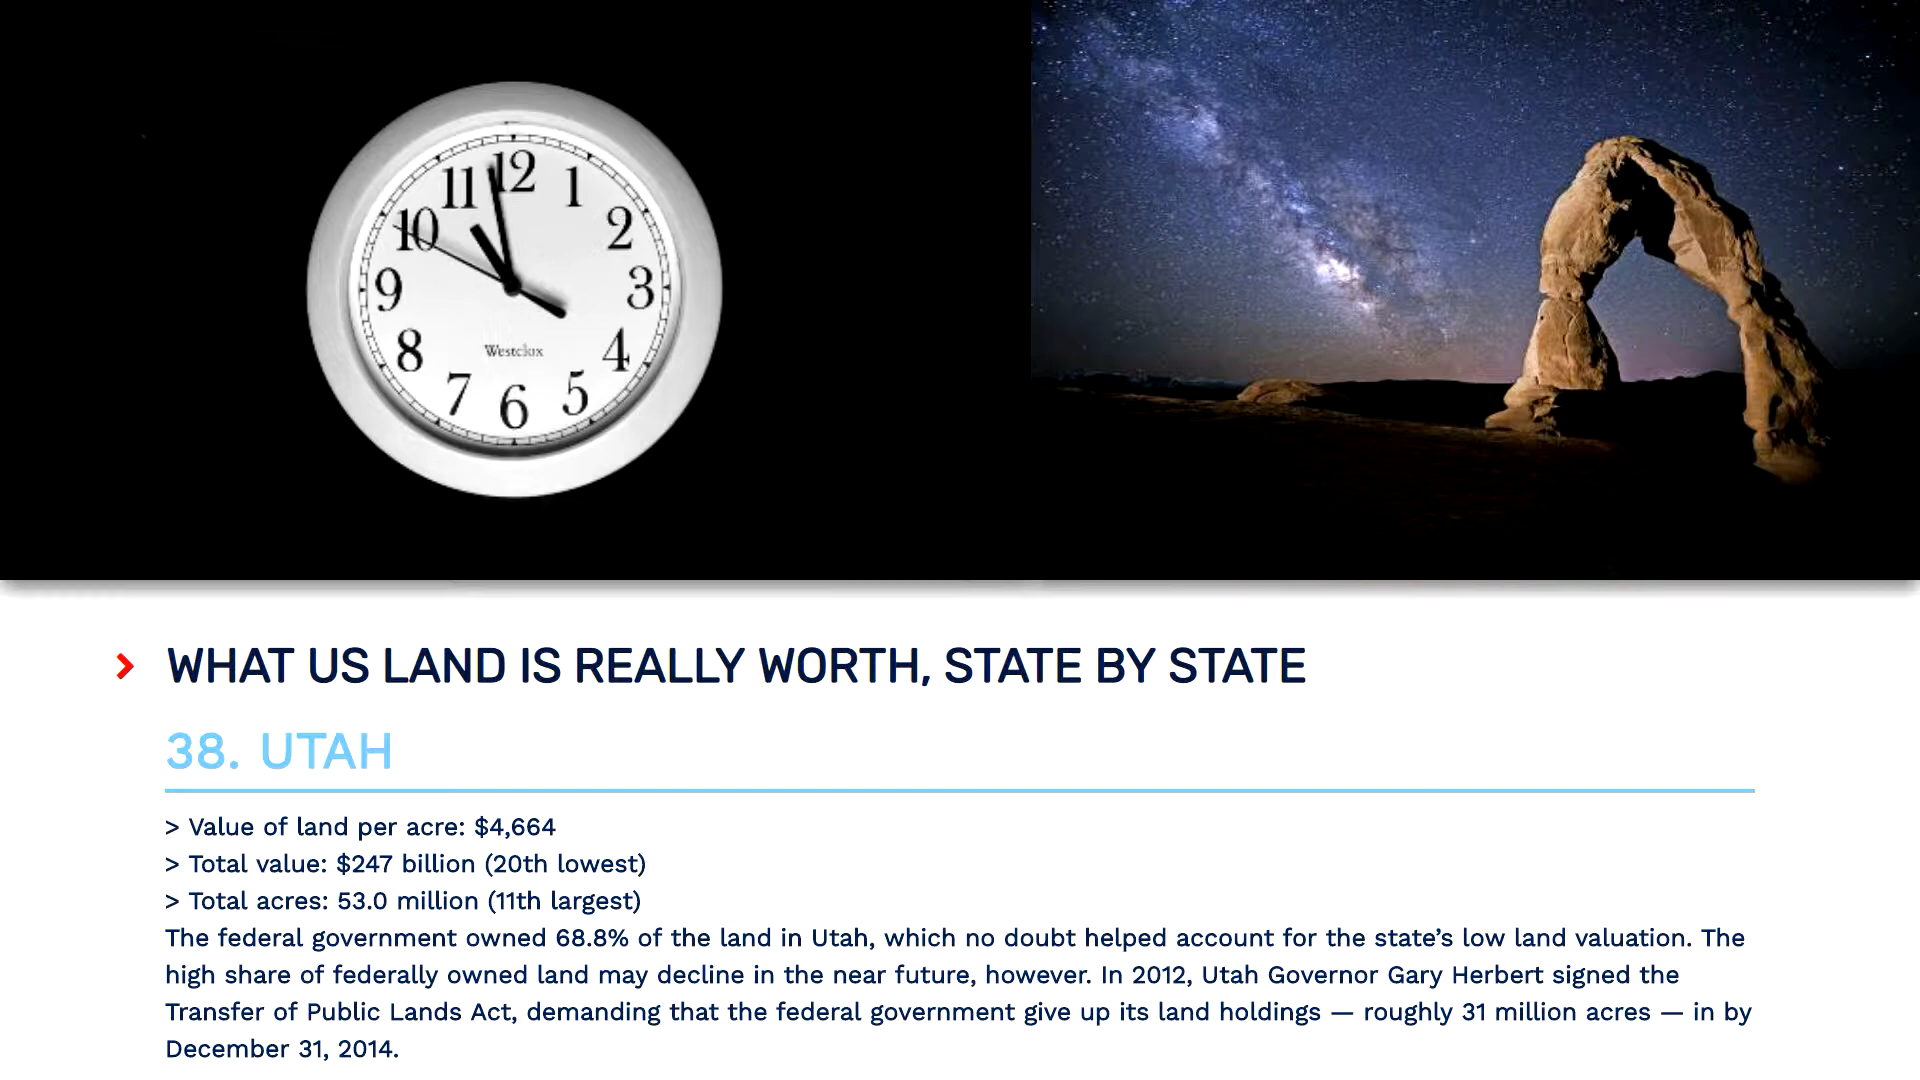 12
1
2
3
4
5
6
7
8
9
10
11
Westclox
WHAT US LAND IS REALLY WORTH, STATE BY STATE
38. UTAH
> Value of land per acre: $4,664
> Total value: $247 billion (20th lowest)
> Total acres: 53.0 million (11th largest)
The federal government owned 68.8% of the land in Utah, which no doubt helped account for the state’s low land valuation. The
high share of federally owned land may decline in the near future, however. In 2012, Utah Governor Gary Herbert signed the
Transfer of Public Lands Act, demanding that the federal government give up its land holdings — roughly 31 million acres — in by
December 31, 2014.